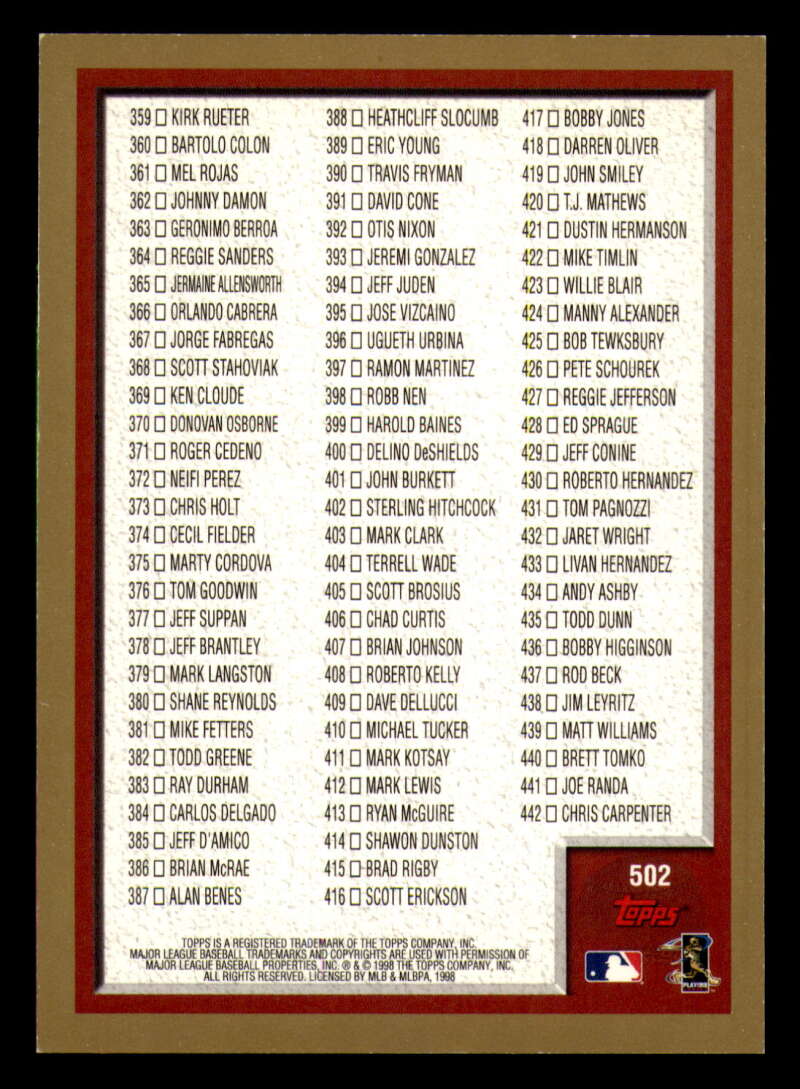 359 ☐ KIRK RUETER
360 ☐ BARTOLO COLON
361 ☐ MEL ROJAS
362 ☐ JOHNNY DAMON
363 ☐ GERONIMO BERROA
364 ☐ REGGIE SANDERS
365 ☐ JERMAINE ALLENSWORTH
366 ☐ ORLANDO CABRERA
367 ☐ JORGE FABREGAS
368 ☐ SCOTT STAHOVIAK
369 ☐ KEN CLOUDE
370 ☐ DONOVAN OSBORNE
371 ☐ ROGER CEDENO
372 ☐ NEIFI PEREZ
373 ☐ CHRIS HOLT
374 ☐ CECIL FIELDER
375 ☐ MARTY CORDOVA
376 ☐ TOM GOODWIN
377 ☐ JEFF SUPPAN
378 ☐ JEFF BRANTLEY
379 ☐ MARK LANGSTON
380 ☐ SHANE REYNOLDS
381 ☐ MIKE FETTERS
382 ☐ TODD GREENE
383 ☐ RAY DURHAM
384 ☐ CARLOS DELGADO
385 ☐ JEFF D'AMICO
386 ☐ BRIAN McRAE
387 ☐ ALAN BENES
388 ☐ HEATHCLIFF SLOCUMB
389 ☐ ERIC YOUNG
390 ☐ TRAVIS FRYMAN
391 ☐ DAVID CONE
392 ☐ OTIS NIXON
393 ☐ JEREMI GONZALEZ
394 ☐ JEFF JUDEN
395 ☐ JOSE VIZCAINO
396 ☐ UGUETH URBINA
397 ☐ RAMON MARTINEZ
398 ☐ ROBB NEN
399 ☐ HAROLD BAINES
400 ☐ DELINO DeSHIELDS
401 ☐ JOHN BURKETT
402 ☐ STERLING HITCHCOCK
403 ☐ MARK CLARK
404 ☐ TERRELL WADE
405 ☐ SCOTT BROSIUS
406 ☐ CHAD CURTIS
407 ☐ BRIAN JOHNSON
408 ☐ ROBERTO KELLY
409 ☐ DAVE DELLUCCI
410 ☐ MICHAEL TUCKER
411 ☐ MARK KOTSAY
412 ☐ MARK LEWIS
413 ☐ RYAN McGUIRE
414 ☐ SHAWON DUNSTON
415 ☐ BRAD RIGBY
416 ☐ SCOTT ERICKSON
417 ☐ BOBBY JONES
418 ☐ DARREN OLIVER
419 ☐ JOHN SMILEY
420 ☐ T.J. MATHEWS
421 ☐ DUSTIN HERMANSON
422 ☐ MIKE TIMLIN
423 ☐ WILLIE BLAIR
424 ☐ MANNY ALEXANDER
425 ☐ BOB TEWKSBURY
426 ☐ PETE SCHOUREK
427 ☐ REGGIE JEFFERSON
428 ☐ ED SPRAGUE
429 ☐ JEFF CONINE
430 ☐ ROBERTO HERNANDEZ
431 ☐ TOM PAGNOZZI
432 ☐ JARET WRIGHT
433 ☐ LIVAN HERNANDEZ
434 ☐ ANDY ASHBY
435 ☐ TODD DUNN
436 ☐ BOBBY HIGGINSON
437 ☐ ROD BECK
438 ☐ JIM LEYRITZ
439 ☐ MATT WILLIAMS
440 ☐ BRETT TOMKO
441 ☐ JOE RANDA
442 ☐ CHRIS CARPENTER
502
Topps
PLAYERS
TOPPS IS A REGISTERED TRADEMARK OF THE TOPPS COMPANY, INC.
MAJOR LEAGUE BASEBALL TRADEMARKS AND COPYRIGHTS ARE USED WITH PERMISSION OF
MAJOR LEAGUE BASEBALL PROPERTIES, INC. ® & © 1998 THE TOPPS COMPANY, INC.
ALL RIGHTS RESERVED. LICENSED BY MLB & MLBPA, 1998